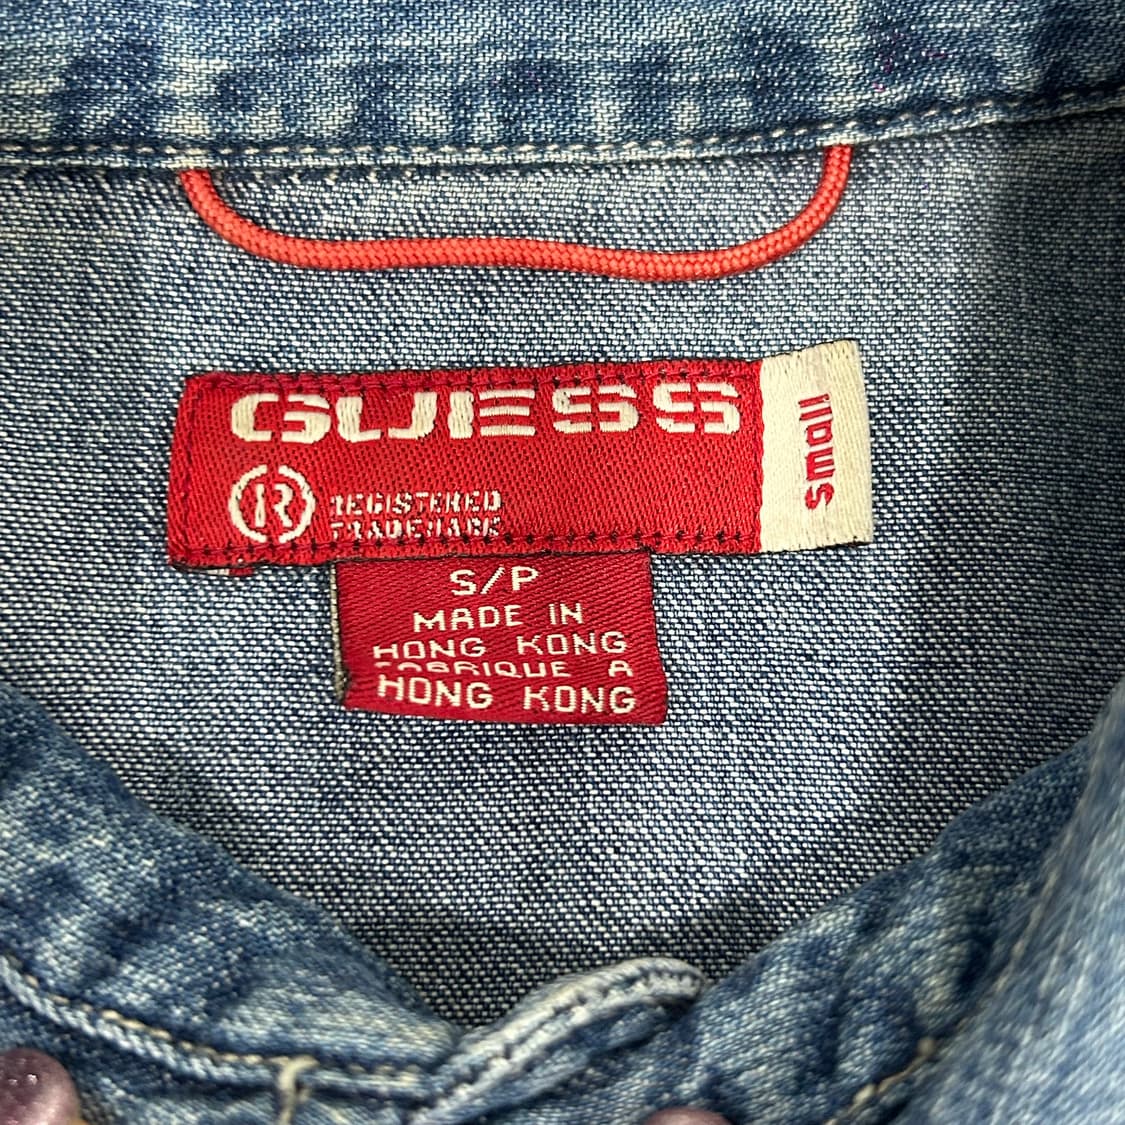 GUESS
small
R REGISTERED
TRADEMARK
S/P
MADE IN
HONG KONG
FABRIQUE A
HONG KONG